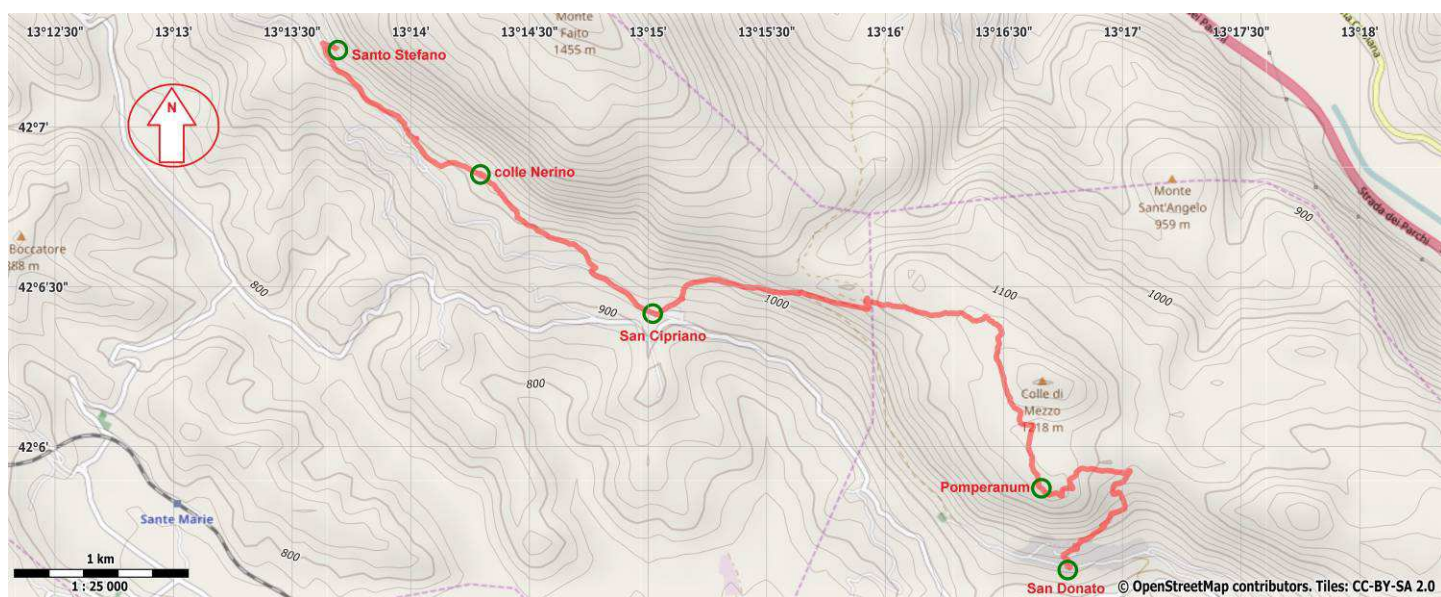 13°12'30" 13°13' 13°13'30" 13°14' 13°14'30" 13°15' 13°15'30" 13°16' 13°16'30" 13°17' 13°17'30" 13°18'
Monte
Faito
1455 m
Santo Stefano
N
42°7'
colle Nerino
Monte
Sant'Angelo
959 m
900
Strada dei Parchi
Boccatore
888 m
42°6'30"
800
900
1000
1100
1000
San Cipriano
800
Colle di
Mezzo
1218 m
42°6'
Pomperanum
Sante Marie
800
1 km
1 : 25 000
San Donato
© OpenStreetMap contributors. Tiles: CC-BY-SA 2.0